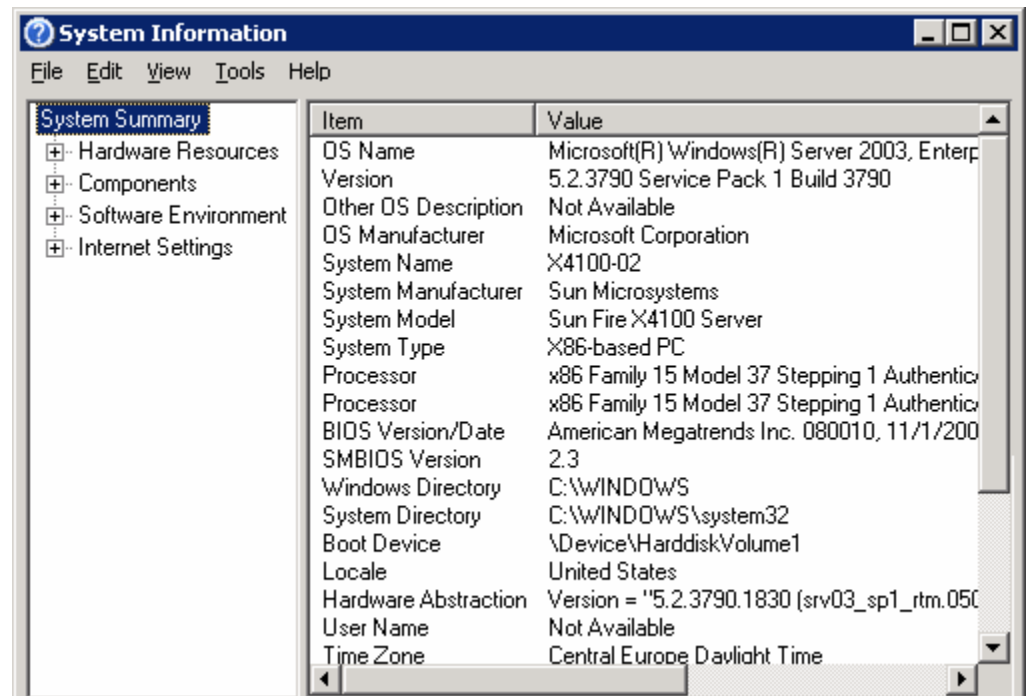 System Information
File Edit View Tools Help
System Summary
Hardware Resources
Components
Software Environment
Internet Settings
Item Value
OS Name Microsoft(R) Windows(R) Server 2003, Enterp
Version 5.2.3790 Service Pack 1 Build 3790
Other OS Description Not Available
OS Manufacturer Microsoft Corporation
System Name X4100-02
System Manufacturer Sun Microsystems
System Model Sun Fire X4100 Server
System Type X86-based PC
Processor x86 Family 15 Model 37 Stepping 1 Authentic
Processor x86 Family 15 Model 37 Stepping 1 Authentic
BIOS Version/Date American Megatrends Inc. 080010, 11/1/200
SMBIOS Version 2.3
Windows Directory C:\WINDOWS
System Directory C:\WINDOWS\system32
Boot Device \Device\HarddiskVolume1
Locale United States
Hardware Abstraction Version = "5.2.3790.1830 (srv03_sp1_rtm.050
User Name Not Available
Time Zone Central Europe Daylight Time